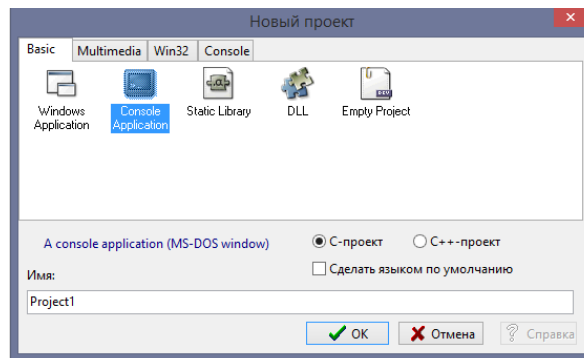 Новый проект
Basic Multimedia Win32 Console
Windows Application
Console Application
Static Library
DLL
Empty Project
A console application (MS-DOS window)
С-проект С++-проект
Сделать языком по умолчанию
Имя:
Project1
ОК Отмена Справка